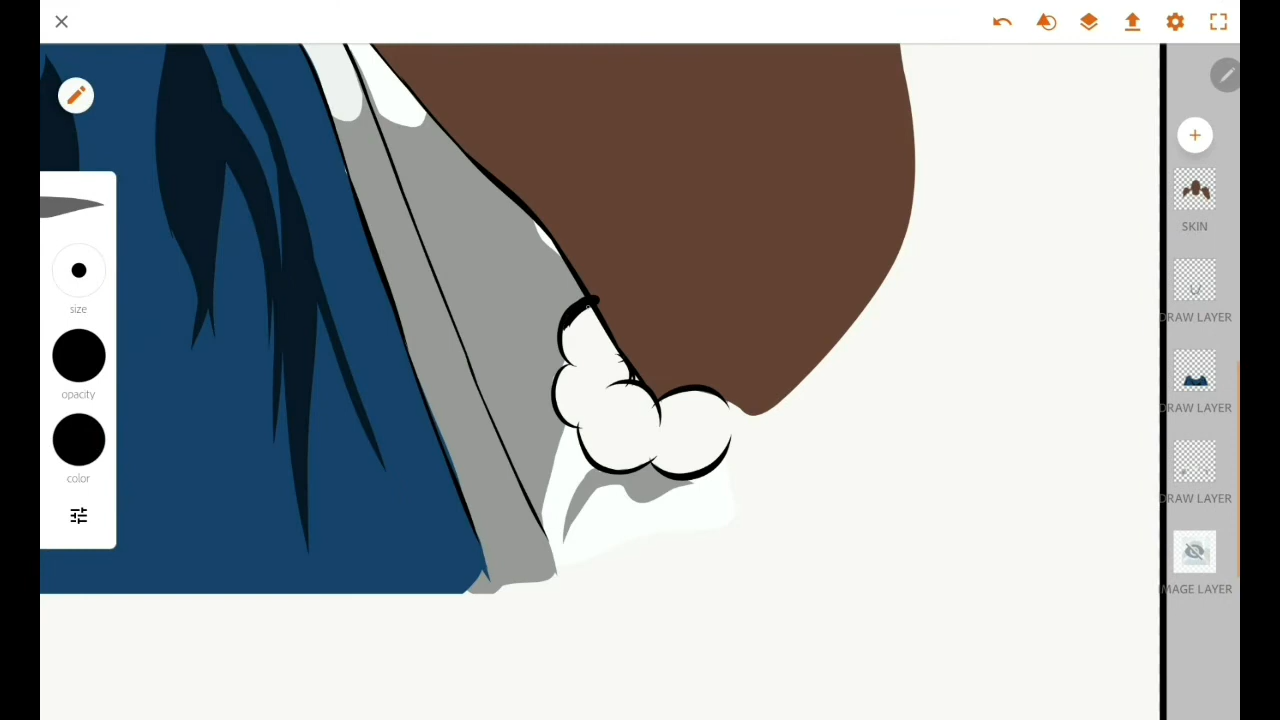 size
opacity
color
SKIN
DRAW LAYER
DRAW LAYER
DRAW LAYER
IMAGE LAYER